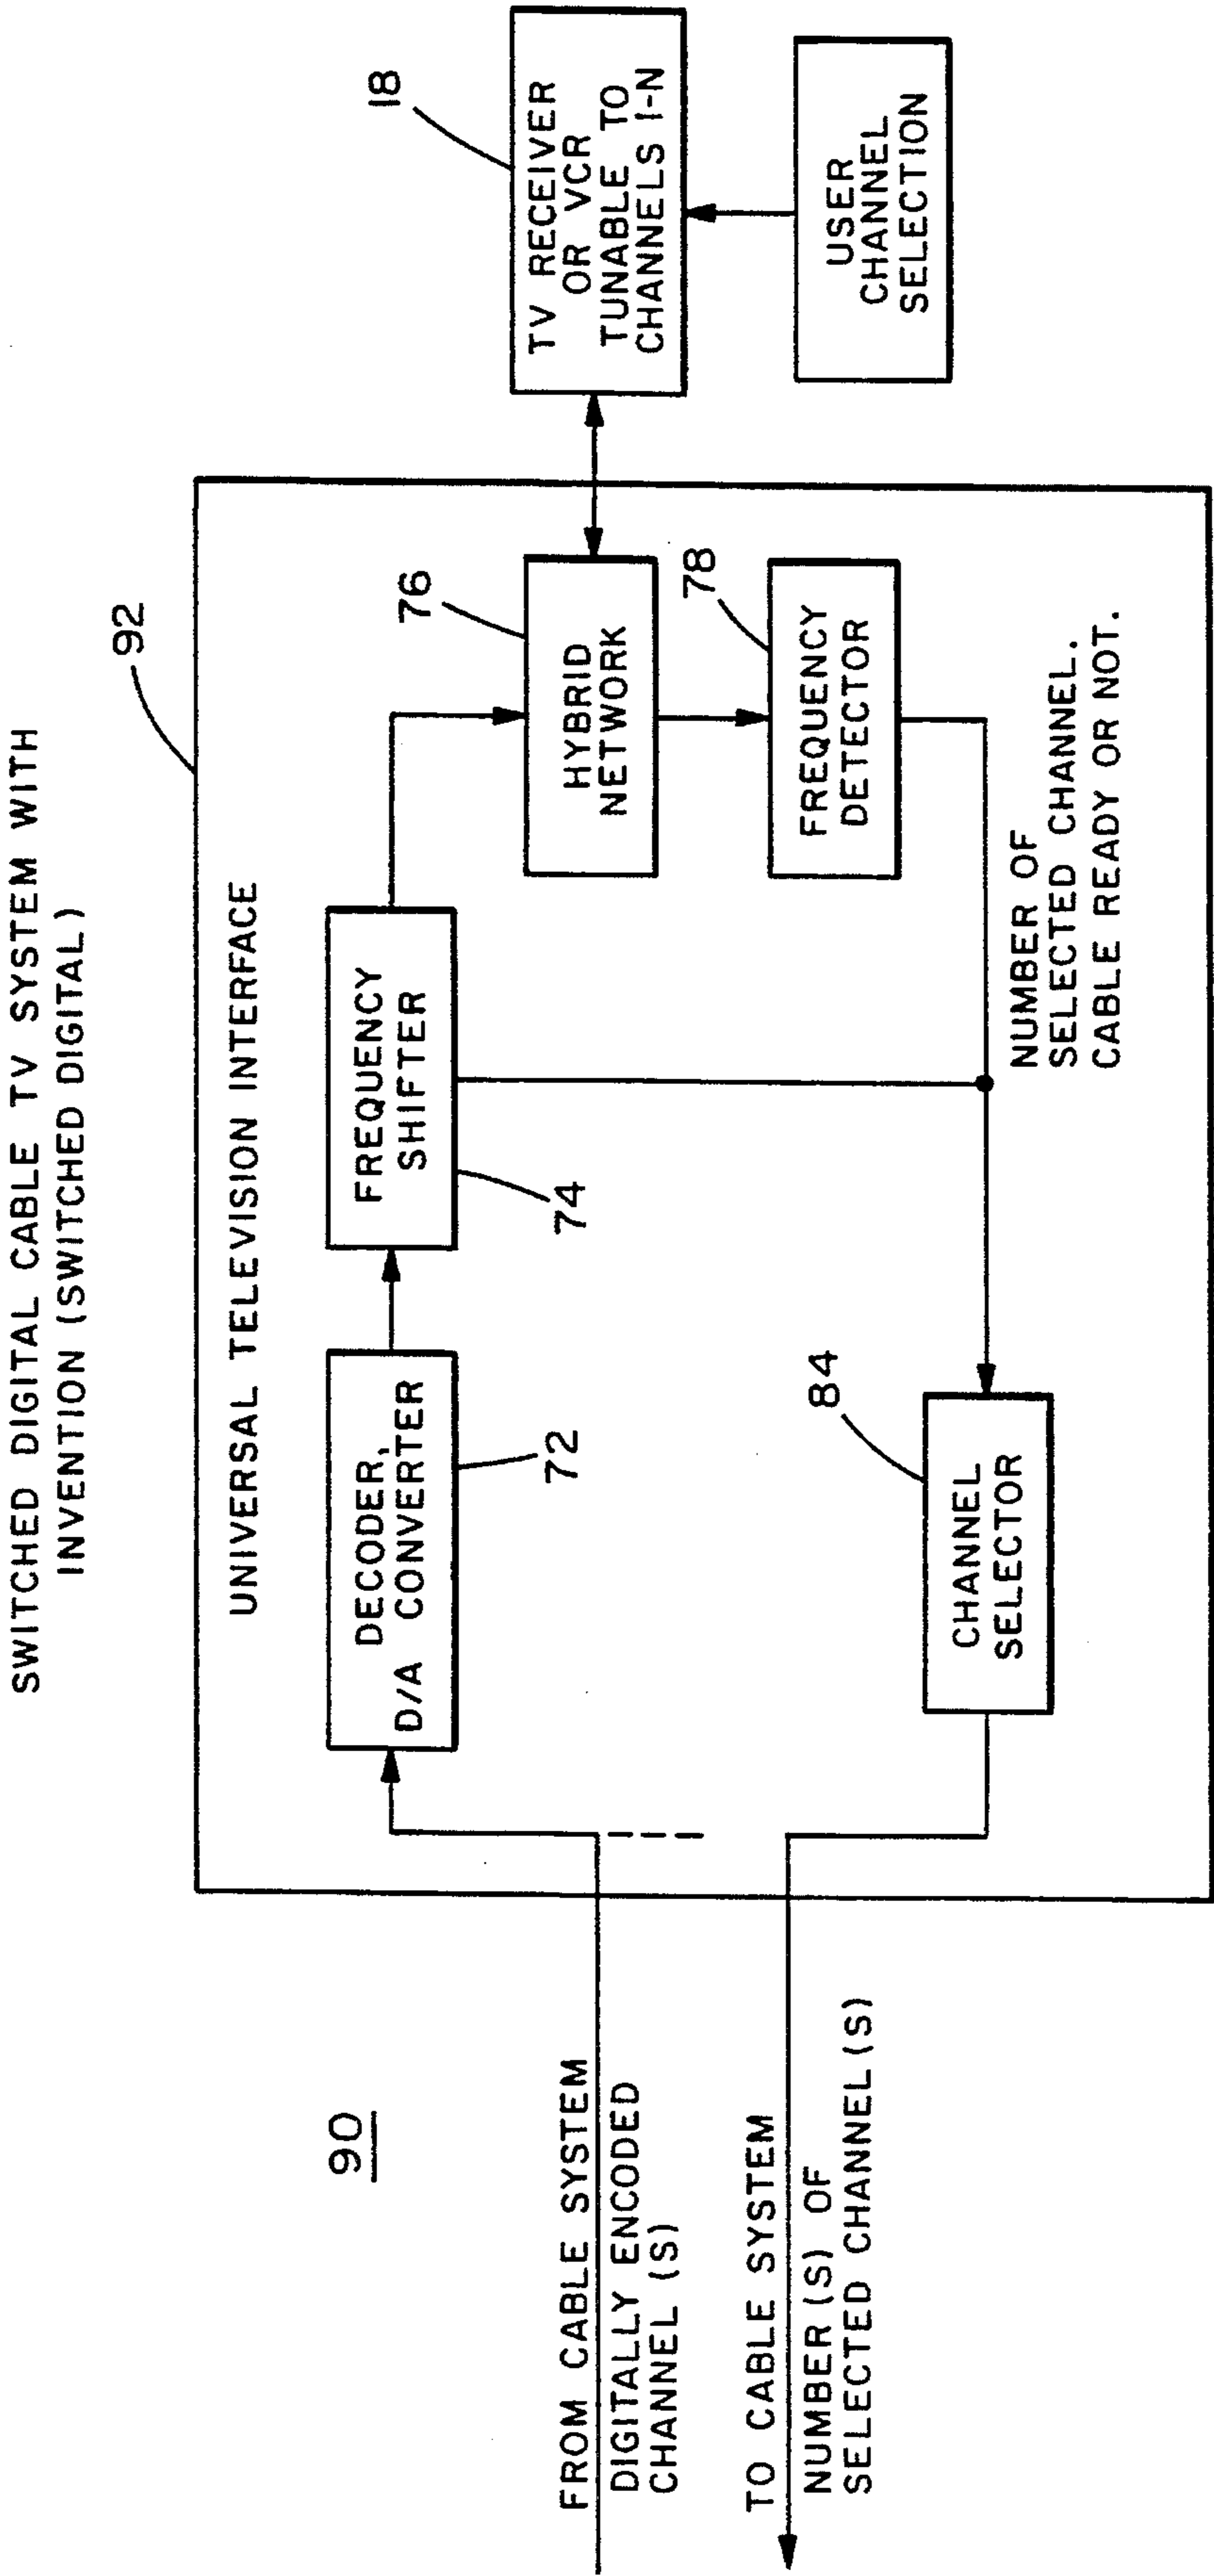 SWITCHED DIGITAL CABLE TV SYSTEM WITH
INVENTION (SWITCHED DIGITAL)
92
UNIVERSAL TELEVISION INTERFACE
90
DECODER,
D/A CONVERTER
72
FREQUENCY
SHIFTER
74
HYBRID
NETWORK
76
FREQUENCY
DETECTOR
78
TV RECEIVER
OR VCR
TUNABLE TO
CHANNELS 1-N
18
USER
CHANNEL
SELECTION
FROM CABLE SYSTEM
DIGITALLY ENCODED
CHANNEL (S)
TO CABLE SYSTEM
NUMBER (S) OF
SELECTED CHANNEL (S)
CHANNEL
SELECTOR
84
NUMBER OF
SELECTED CHANNEL.
CABLE READY OR NOT.